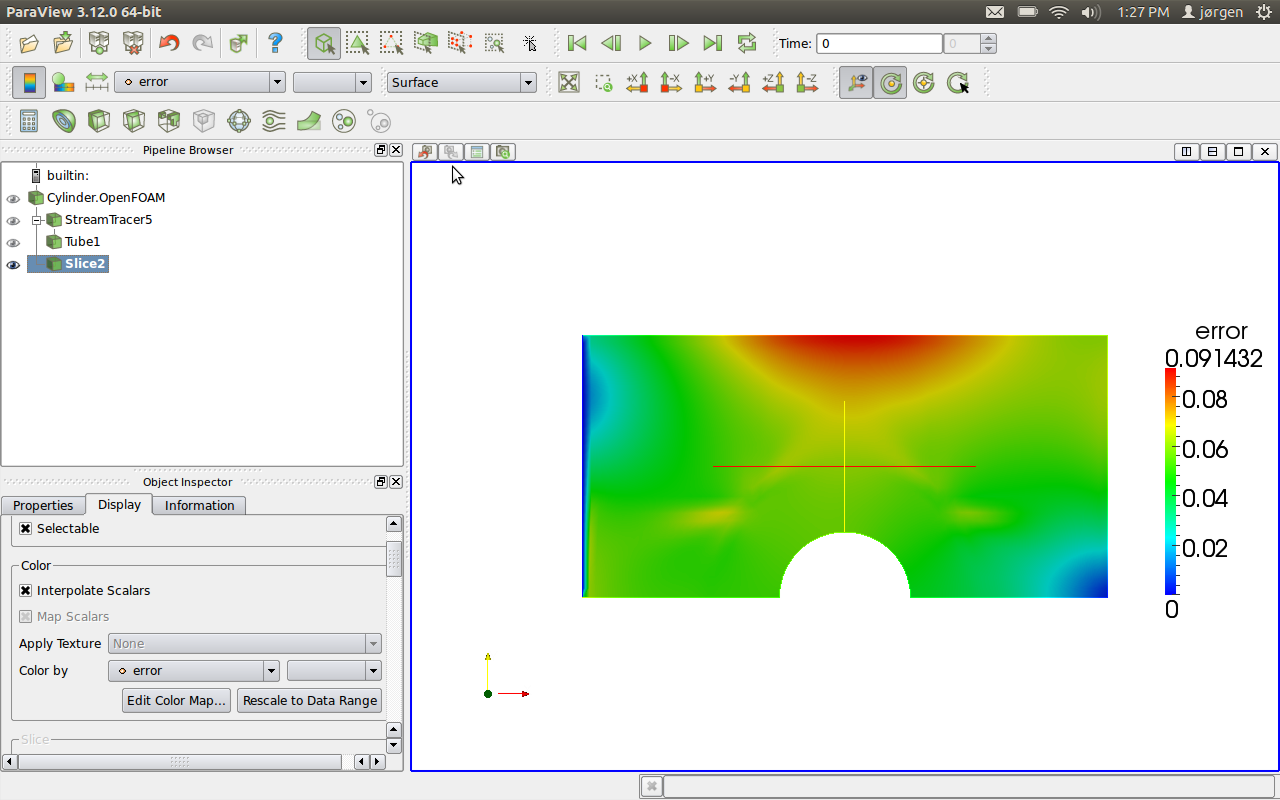 ParaView 3.12.0 64-bit
1:27 PM jørgen
Time: 0 0
error Surface
+X -X +Y -Y +Z -Z
Pipeline Browser
builtin:
Cylinder.OpenFOAM
StreamTracer5
Tube1
Slice2
Object Inspector
Properties Display Information
Selectable
Color
Interpolate Scalars
Map Scalars
Apply Texture None
Color by error
Edit Color Map... Rescale to Data Range
Slice
error
0.091432
0.08
0.06
0.04
0.02
0